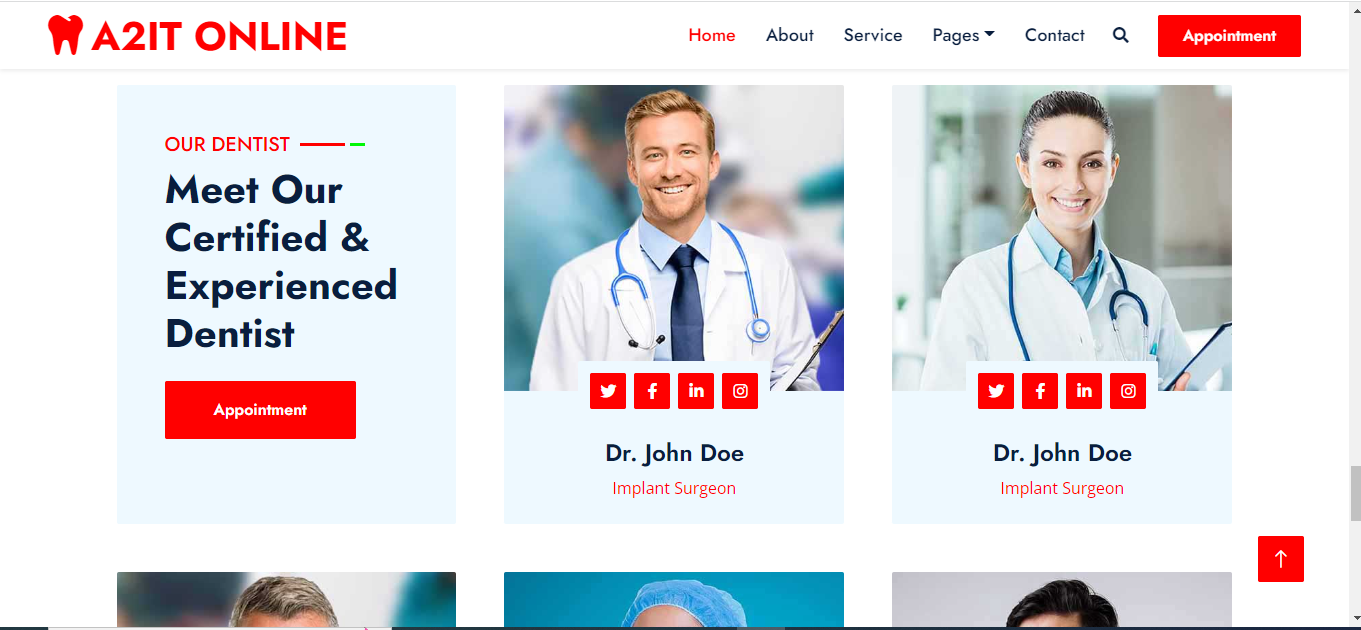 A2IT ONLINE
Home About Service Pages Contact Appointment
OUR DENTIST
Meet Our
Certified &
Experienced
Dentist
Appointment
Dr. John Doe
Implant Surgeon
Dr. John Doe
Implant Surgeon